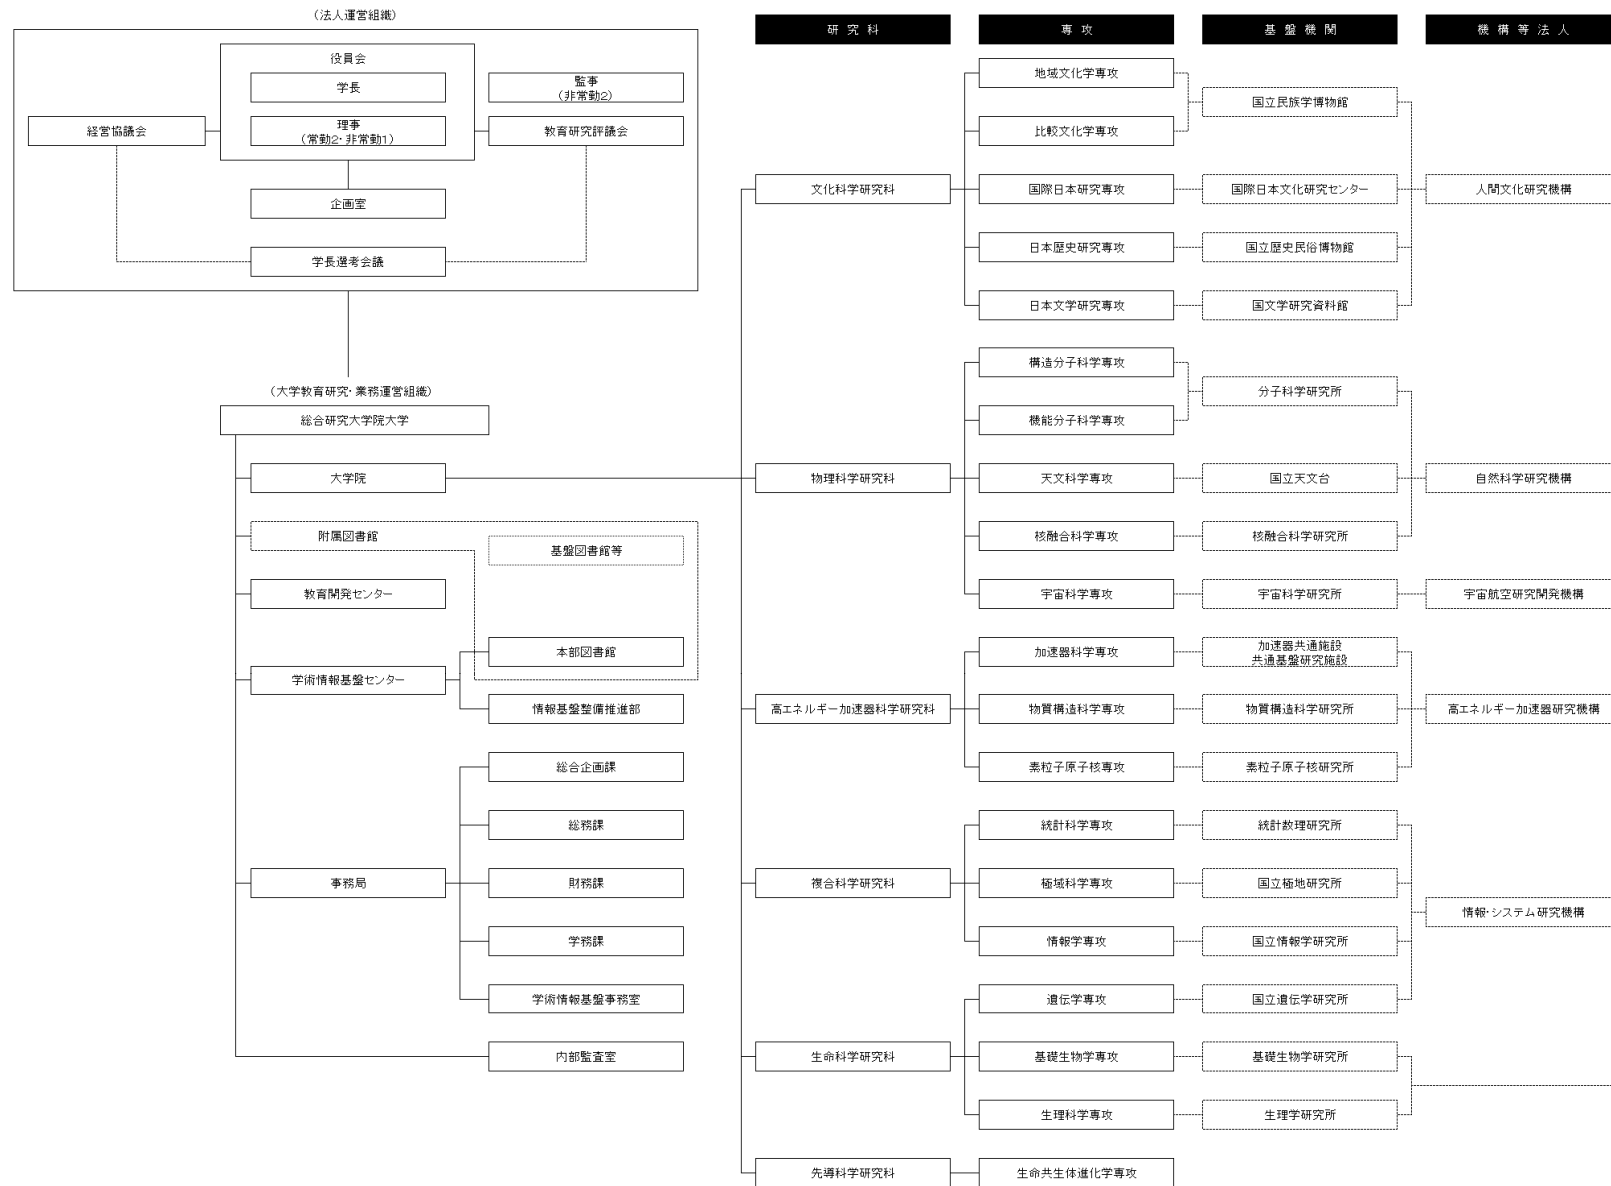 (法人運営組織)
役員会
学長
監事
(非常勤2)
経営協議会
理事
(常勤2・非常勤1)
教育研究評議会
企画室
学長選考会議
(大学教育研究・業務運営組織)
総合研究大学院大学
大学院
附属図書館
基盤図書館等
教育開発センター
本部図書館
学術情報基盤センター
情報基盤整備推進部
総合企画課
総務課
事務局
財務課
学務課
学術情報基盤事務室
内部監査室
研究科
専攻
基盤機関
機構等法人
地域文化学専攻
国立民族学博物館
比較文化学専攻
文化科学研究科
国際日本研究専攻
国際日本文化研究センター
人間文化研究機構
日本歴史研究専攻
国立歴史民俗博物館
日本文学研究専攻
国文学研究資料館
構造分子科学専攻
分子科学研究所
機能分子科学専攻
物理科学研究科
天文科学専攻
国立天文台
自然科学研究機構
核融合科学専攻
核融合科学研究所
宇宙科学専攻
宇宙科学研究所
宇宙航空研究開発機構
加速器科学専攻
加速器共通施設
共通基盤研究施設
高エネルギー加速器科学研究科
物質構造科学専攻
物質構造科学研究所
高エネルギー加速器研究機構
素粒子原子核専攻
素粒子原子核研究所
統計科学専攻
統計数理研究所
複合科学研究科
極域科学専攻
国立極地研究所
情報・システム研究機構
情報学専攻
国立情報学研究所
遺伝学専攻
国立遺伝学研究所
生命科学研究科
基礎生物学専攻
基礎生物学研究所
生理科学専攻
生理学研究所
先導科学研究科
生命共生体進化学専攻